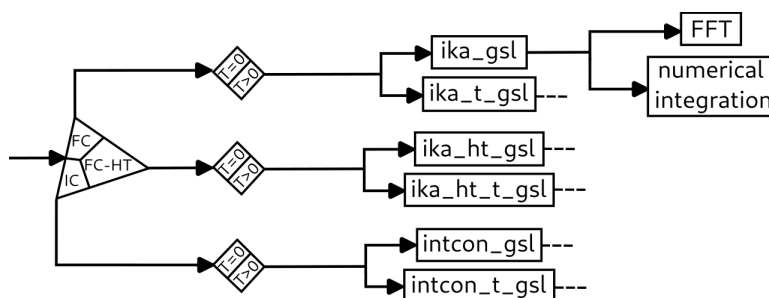 FFT
ika_gsl
numerical
integration
T=0
T>0
ika_t_gsl
FC
FC-HT
IC
T=0
T>0
ika_ht_gsl
ika_ht_t_gsl
T=0
T>0
intcon_gsl
intcon_t_gsl